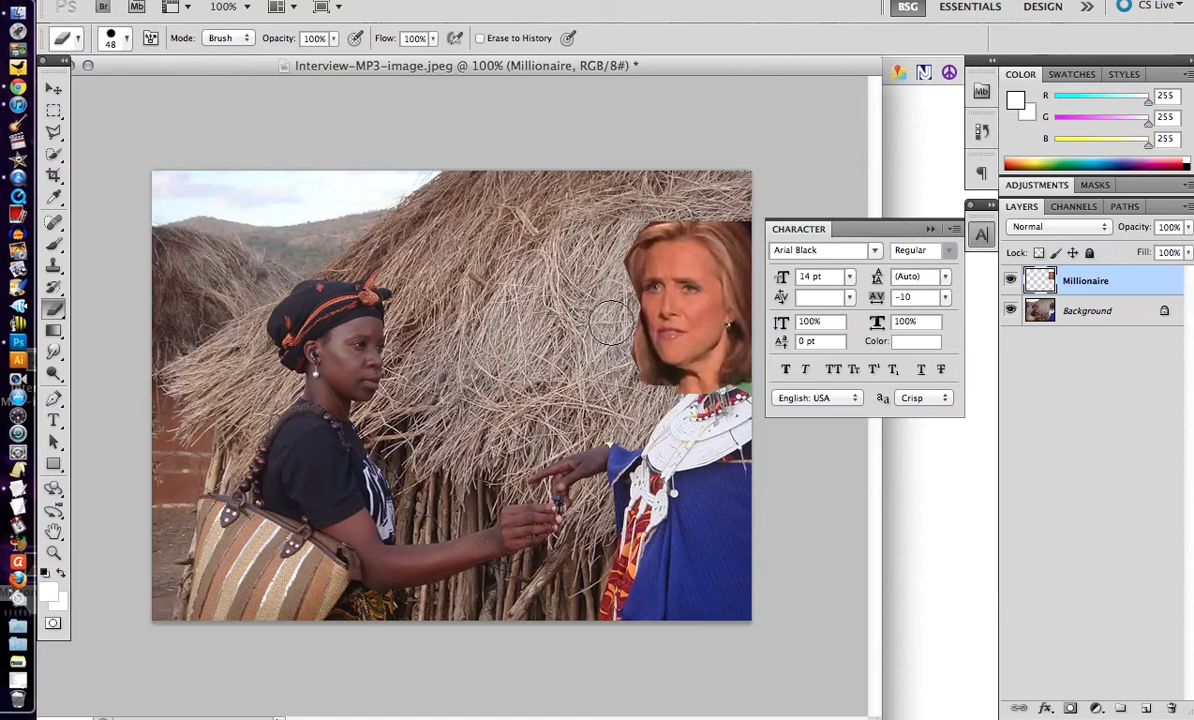 Ps Br Mb 100% BSG ESSENTIALS DESIGN CS Live
48 Mode: Brush Opacity: 100% Flow: 100% Erase to History
Interview-MP3-image.jpeg @ 100% (Millionaire, RGB/8#) *
COLOR SWATCHES STYLES
Mb
R 255
G 255
B 255
ADJUSTMENTS MASKS
LAYERS CHANNELS PATHS
Normal Opacity: 100%
Lock: Fill: 100%
Millionaire
Background
CHARACTER
Arial Black Regular
14 pt (Auto)
-10
100% 100%
0 pt Color:
T T TT Tr T¹ T₁ T T
English: USA aa Crisp